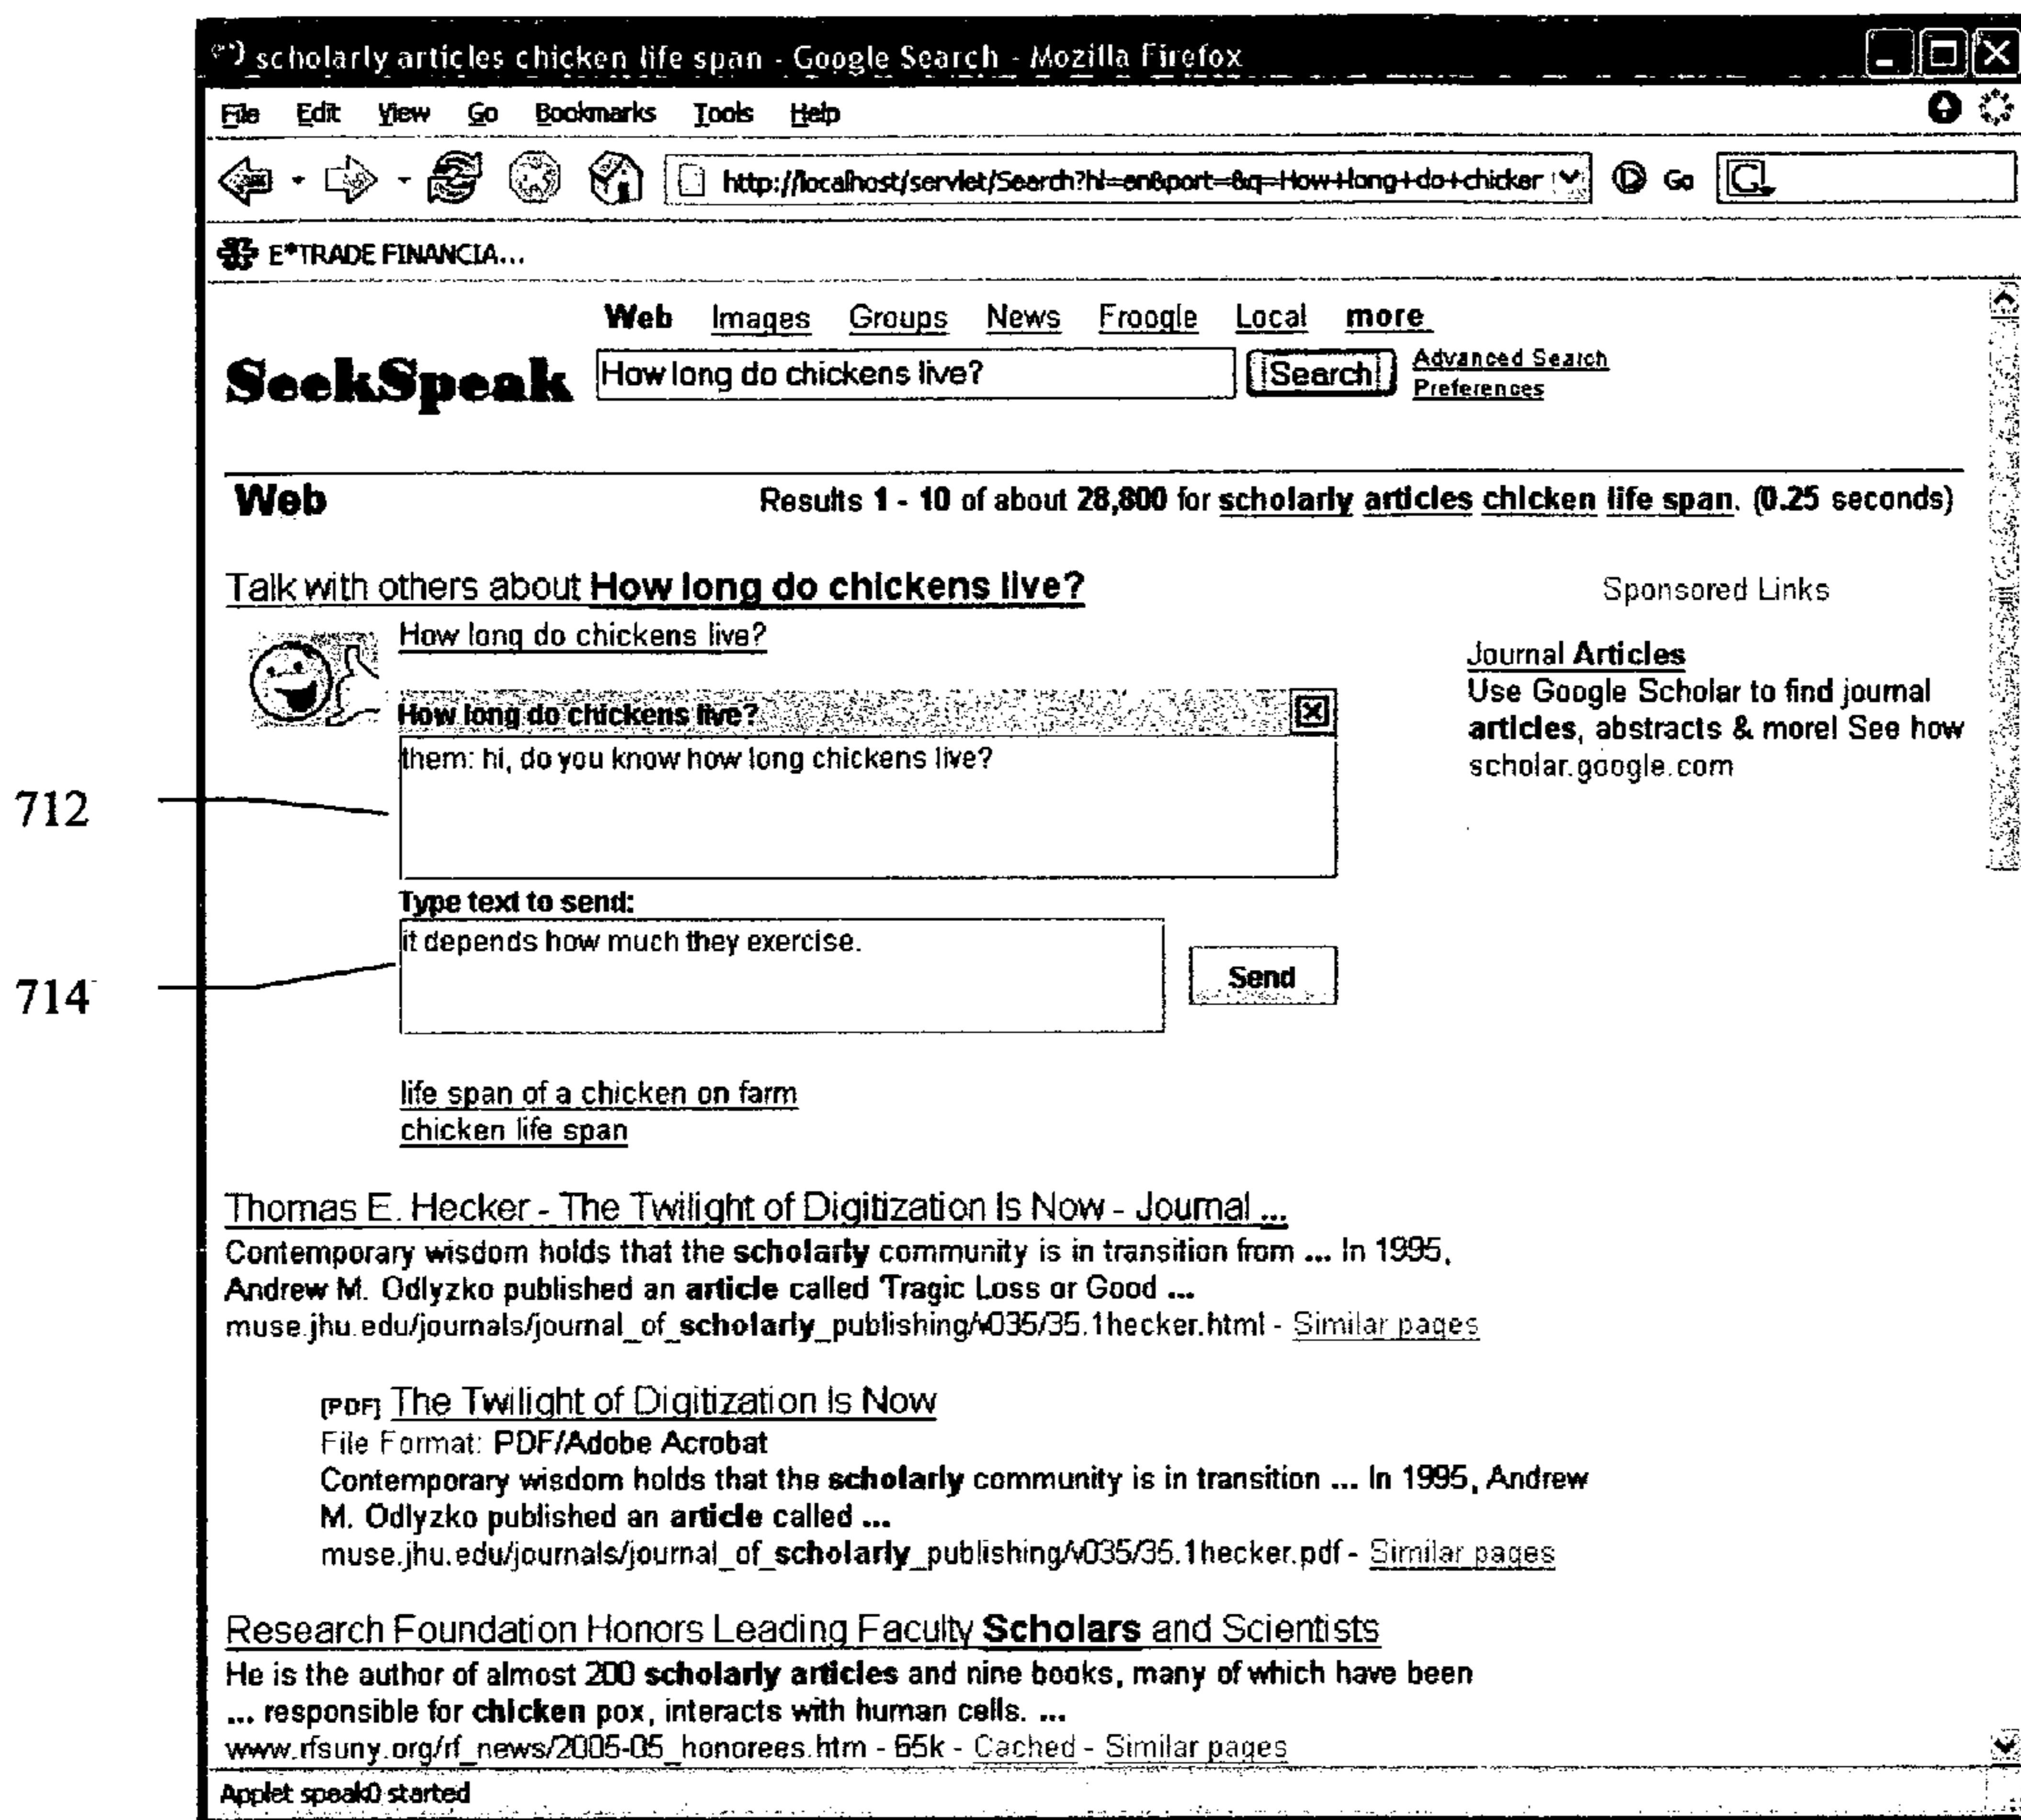 scholarly articles chicken life span - Google Search - Mozilla Firefox
File Edit View Go Bookmarks Tools Help
http://localhost/servlet/Search?hl=en&port=&q=How+long+do+chicken Go G
E*TRADE FINANCIA...
Web Images Groups News Froogle Local more
SeekSpeak How long do chickens live? Search Advanced Search
Preferences
Web Results 1 - 10 of about 28,800 for scholarly articles chicken life span. (0.25 seconds)
Talk with others about How long do chickens live?
Sponsored Links
How long do chickens live?
Journal Articles
Use Google Scholar to find journal
articles, abstracts & more! See how
scholar.google.com
How long do chickens live?
them: hi, do you know how long chickens live?
712
Type text to send:
it depends how much they exercise.
Send
714
life span of a chicken on farm
chicken life span
Thomas E. Hecker - The Twilight of Digitization Is Now - Journal ...
Contemporary wisdom holds that the scholarly community is in transition from ... In 1995,
Andrew M. Odlyzko published an article called 'Tragic Loss or Good ...
muse.jhu.edu/journals/journal_of_scholarly_publishing/v035/35.1hecker.html - Similar pages
[PDF] The Twilight of Digitization Is Now
File Format: PDF/Adobe Acrobat
Contemporary wisdom holds that the scholarly community is in transition ... In 1995, Andrew
M. Odlyzko published an article called ...
muse.jhu.edu/journals/journal_of_scholarly_publishing/v035/35.1hecker.pdf - Similar pages
Research Foundation Honors Leading Faculty Scholars and Scientists
He is the author of almost 200 scholarly articles and nine books, many of which have been
... responsible for chicken pox, interacts with human cells. ...
www.rfsuny.org/rf_news/2005-05_honorees.htm - 65k - Cached - Similar pages
Applet speak0 started